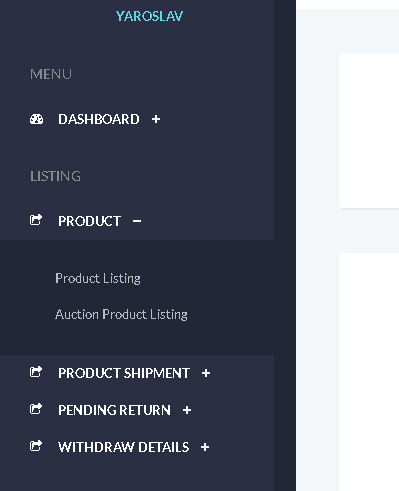 YAROSLAV
MENU
DASHBOARD +
LISTING
PRODUCT −
Product Listing
Auction Product Listing
PRODUCT SHIPMENT +
PENDING RETURN +
WITHDRAW DETAILS +